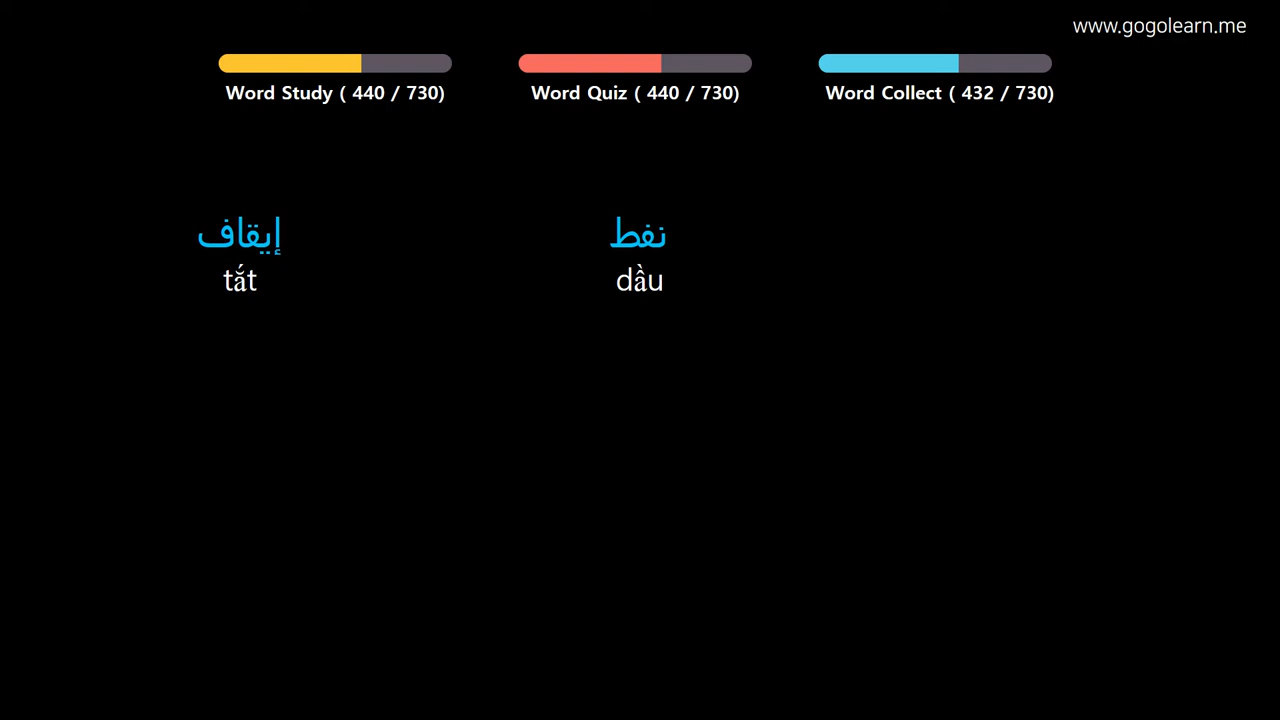 www.gogolearn.me
Word Study ( 440 / 730)
Word Quiz ( 440 / 730)
Word Collect ( 432 / 730)
إيقاف
tắt
نفط
dầu